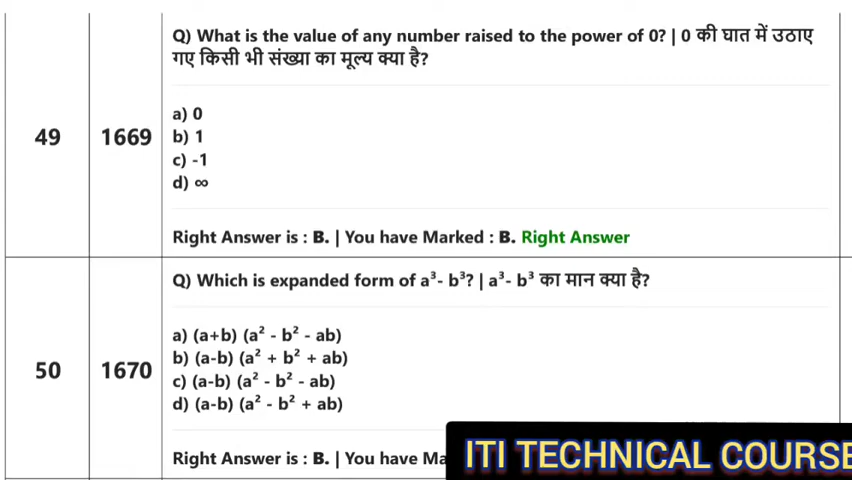 Q) What is the value of any number raised to the power of 0? | 0 की घात में उठाए
गए किसी भी संख्या का मूल्य क्या है?
49
1669
a) 0
b) 1
c) -1
d) ∞
Right Answer is : B. | You have Marked : B. Right Answer
Q) Which is expanded form of a³- b³? | a³- b³ का मान क्या है?
50
1670
a) (a+b) (a² - b² - ab)
b) (a-b) (a² + b² + ab)
c) (a-b) (a² - b² - ab)
d) (a-b) (a² - b² + ab)
Right Answer is : B. | You have Ma
ITI TECHNICAL COURSE